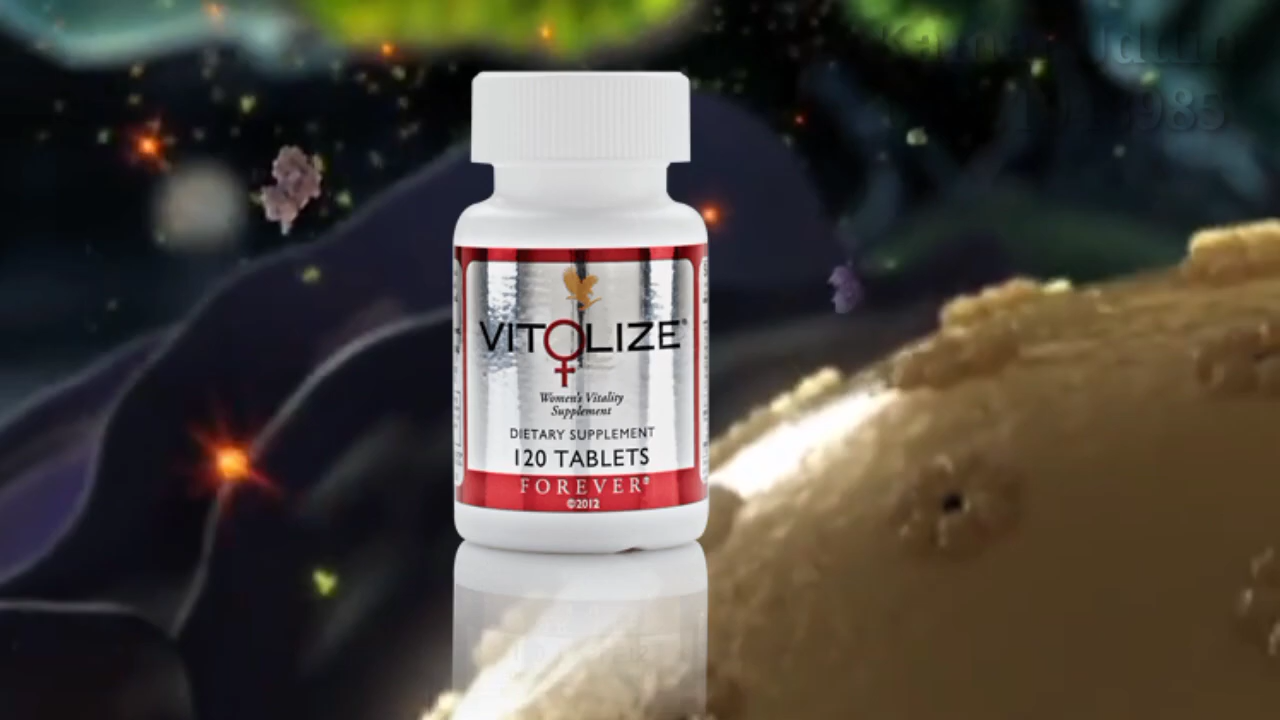 VITOLIZE®
Women's Vitality
Supplement
DIETARY SUPPLEMENT
120 TABLETS
FOREVER®
©2012